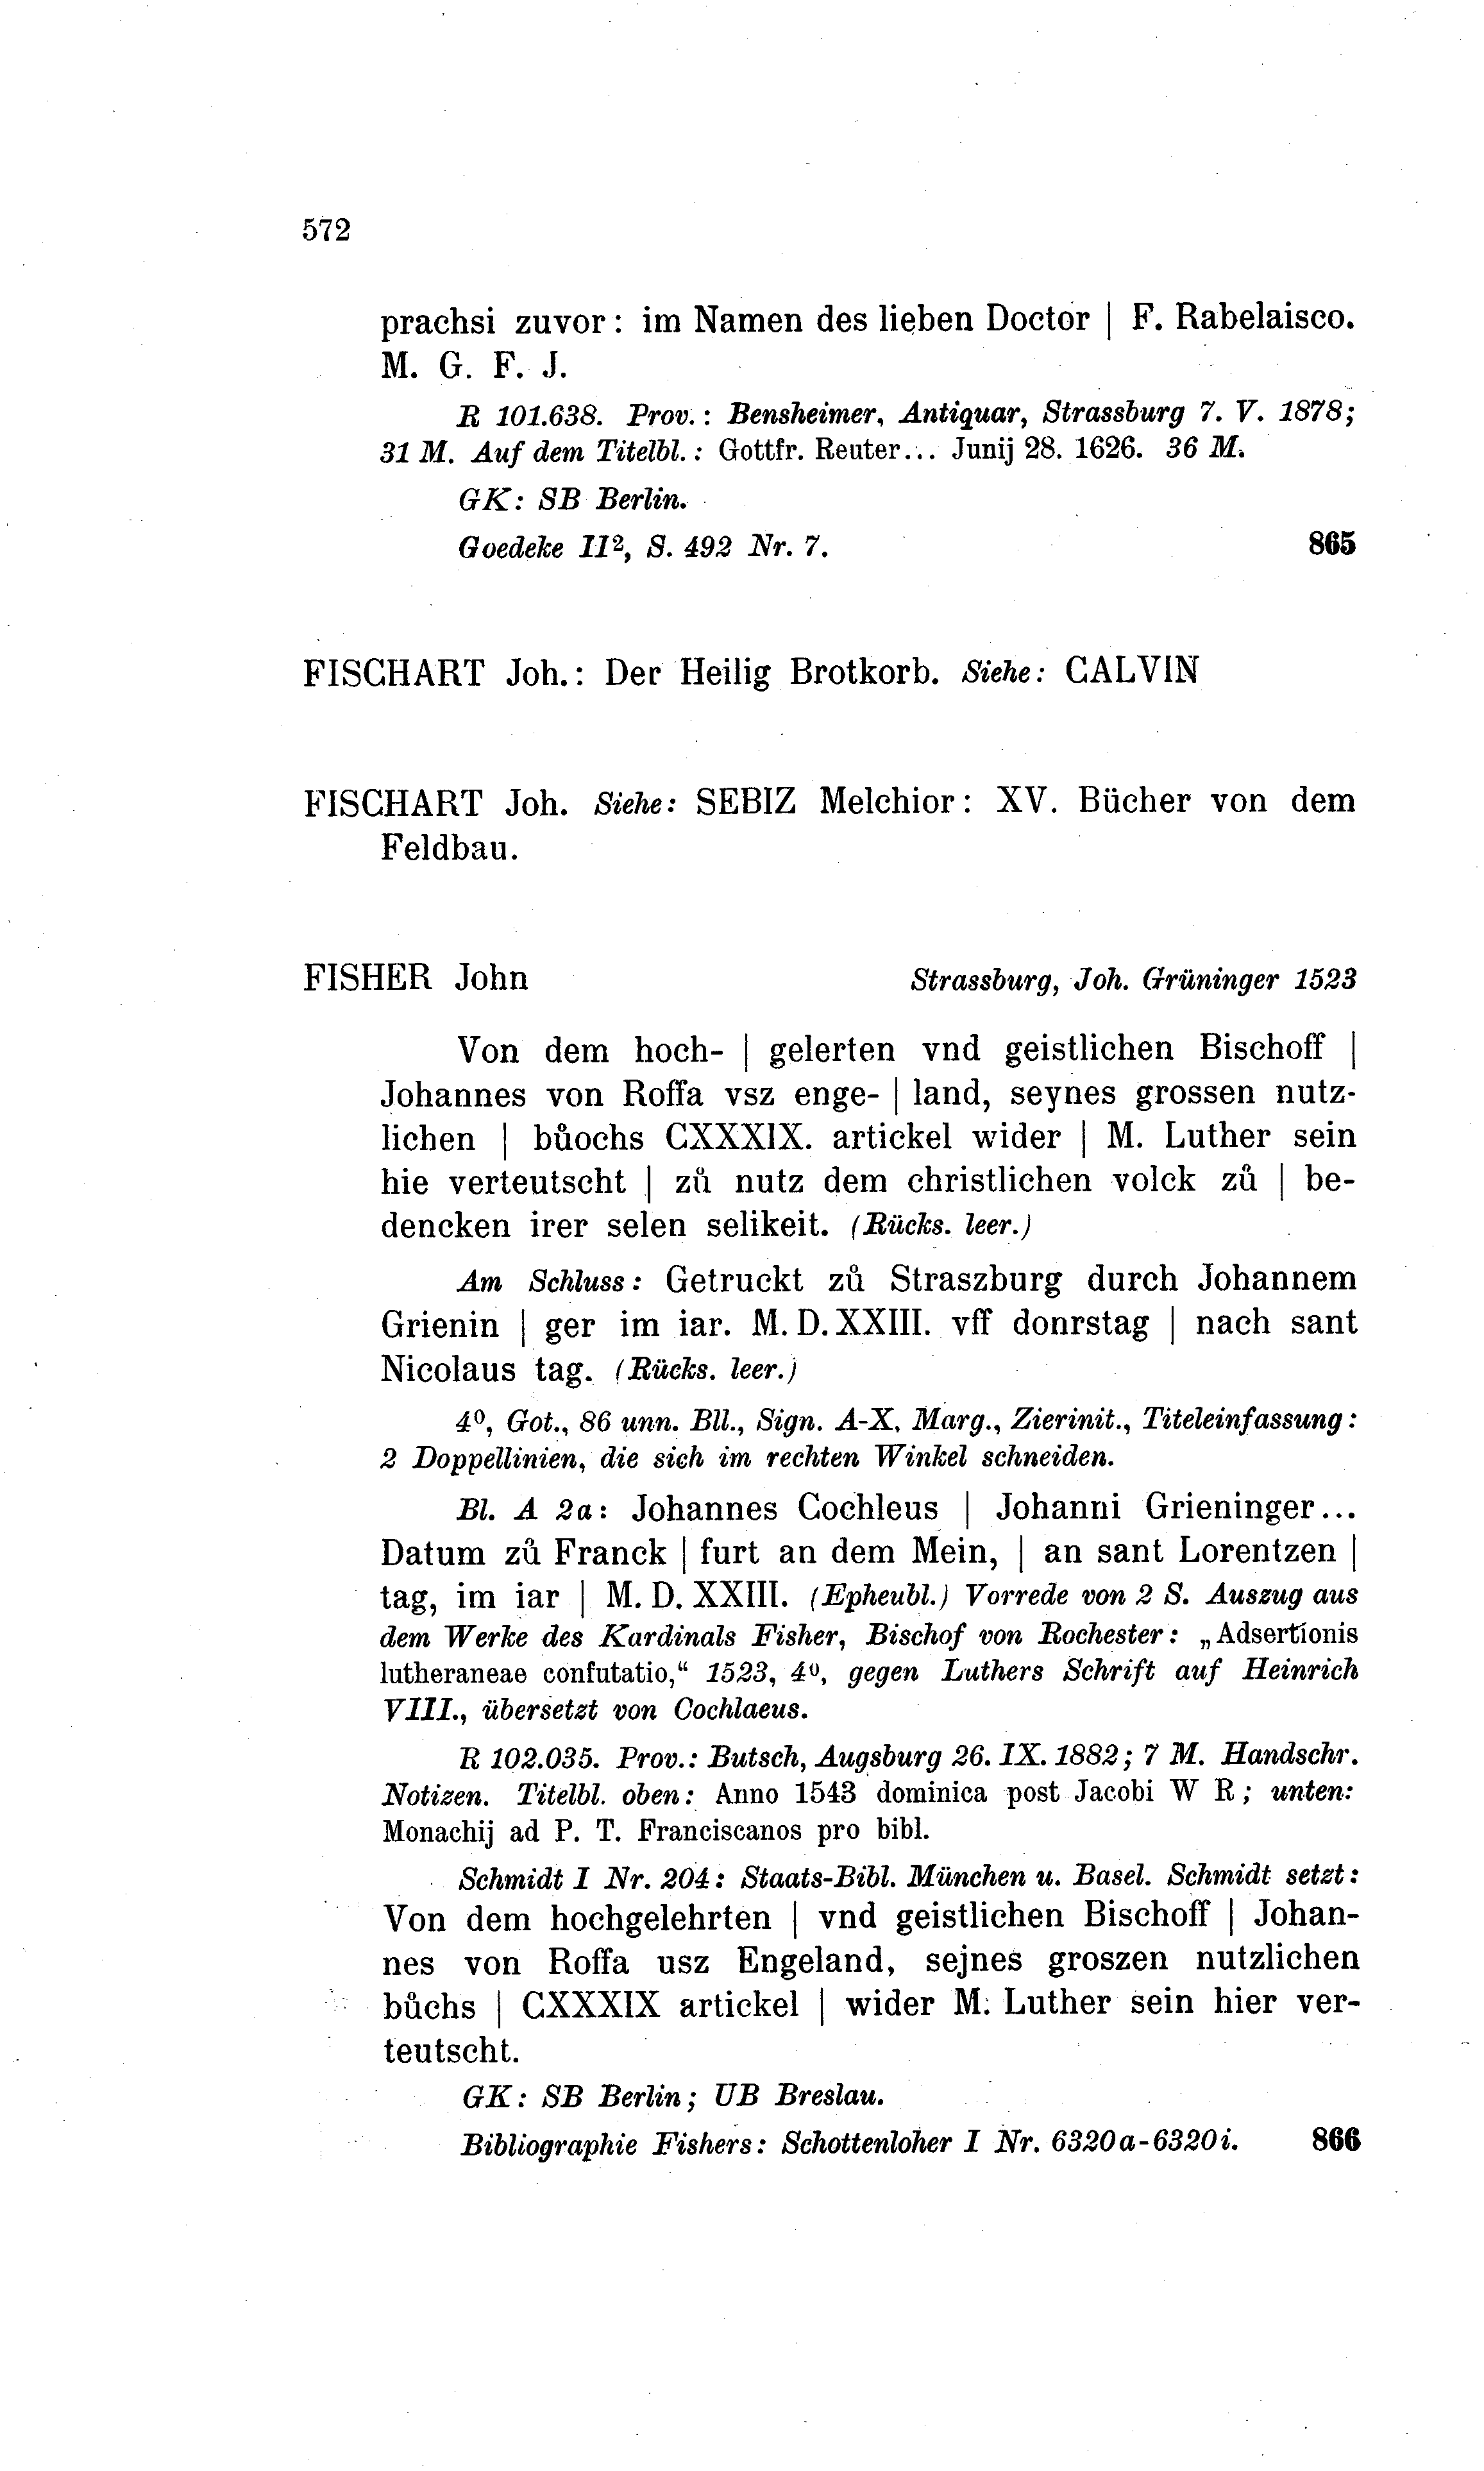 572
prachsi zuvor: im Namen des lieben Doctor | F. Rabelaisco.
M. G. F. J.
R 101.638. Prov.: Bensheimer, Antiquar, Strassburg 7. V. 1878;
31 M. Auf dem Titelbl.: Gottfr. Reuter... Junij 28. 1626. 36 M.
GK: SB Berlin.
Goedeke II², S. 492 Nr. 7. 865
FISCHART Joh.: Der Heilig Brotkorb. Siehe: CALVIN
FISCHART Joh. Siehe: SEBIZ Melchior: XV. Bücher von dem
Feldbau.
FISHER John Strassburg, Joh. Grüninger 1523
Von dem hoch- | gelerten vnd geistlichen Bischoff |
Johannes von Roffa vsz enge- | land, seynes grossen nutz-
lichen | bůochs CXXXIX. artickel wider | M. Luther sein
hie verteutscht | zů nutz dem christlichen volck zů | be-
dencken irer selen selikeit. (Rücks. leer.)
Am Schluss: Getruckt zů Straszburg durch Johannem
Grienin | ger im iar. M. D. XXIII. vff donrstag | nach sant
Nicolaus tag. (Rücks. leer.)
4⁰, Got., 86 unn. Bll., Sign. A-X. Marg., Zierinit., Titeleinfassung:
2 Doppellinien, die sich im rechten Winkel schneiden.
Bl. A 2a: Johannes Cochleus | Johanni Grieninger...
Datum zů Franck | furt an dem Mein, | an sant Lorentzen |
tag, im iar | M. D. XXIII. (Epheubl.) Vorrede von 2 S. Auszug aus
dem Werke des Kardinals Fisher, Bischof von Rochester: „Adsertionis
lutheraneae confutatio,“ 1523, 4⁰, gegen Luthers Schrift auf Heinrich
VIII., übersetzt von Cochlaeus.
R 102.035. Prov.: Butsch, Augsburg 26. IX. 1882; 7 M. Handschr.
Notizen. Titelbl. oben: Anno 1543 dominica post Jacobi W R; unten:
Monachij ad P. T. Franciscanos pro bibl.
Schmidt I Nr. 204: Staats-Bibl. München u. Basel. Schmidt setzt:
Von dem hochgelehrten | vnd geistlichen Bischoff | Johan-
nes von Roffa usz Engeland, sejnes groszen nutzlichen
bůchs | CXXXIX artickel | wider M. Luther sein hier ver-
teutscht.
GK: SB Berlin; UB Breslau.
Bibliographie Fishers: Schottenloher I Nr. 6320a-6320i. 866